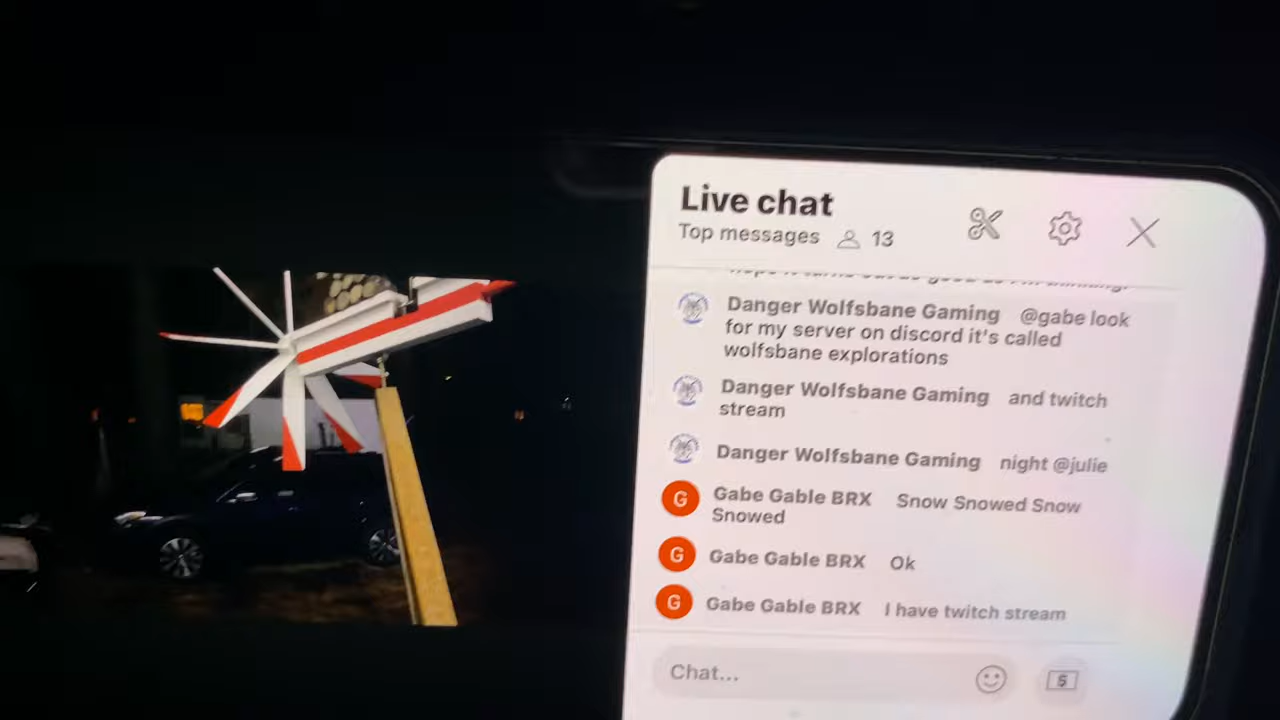 Live chat
Top messages 13
Danger Wolfsbane Gaming @gabe look
for my server on discord it's called
wolfsbane explorations
Danger Wolfsbane Gaming and twitch
stream
Danger Wolfsbane Gaming night @julie
G Gabe Gable BRX Snow Snowed Snow
Snowed
G Gabe Gable BRX Ok
G Gabe Gable BRX I have twitch stream
Chat...